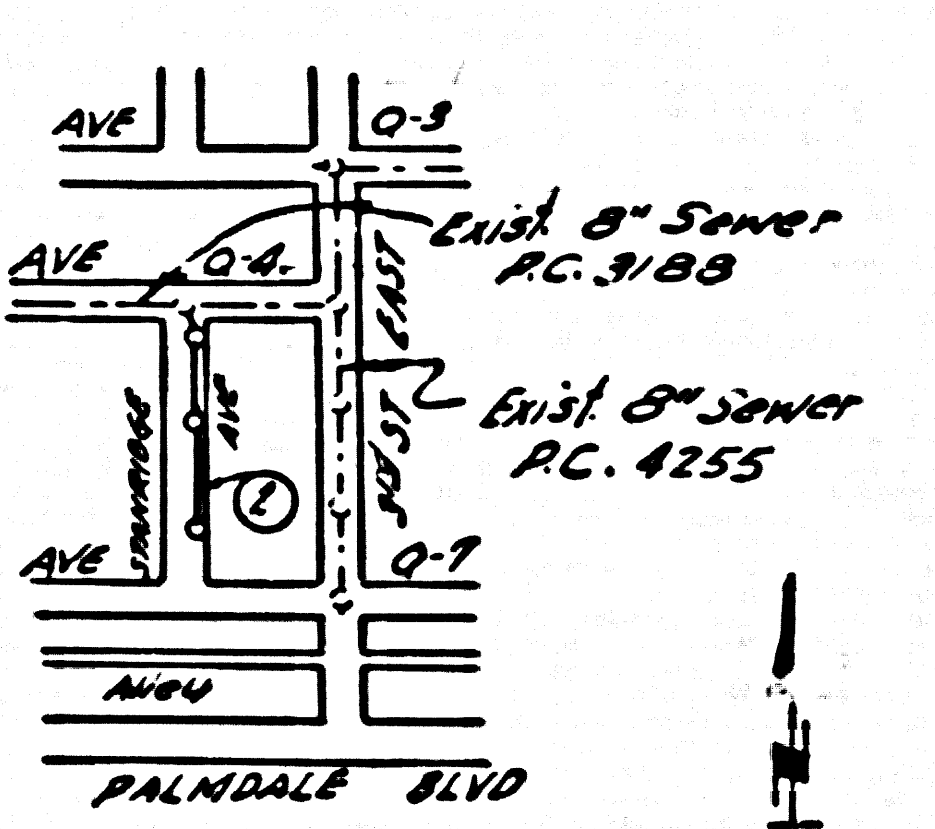 AVE Q-3
Exist. 8" Sewer
P.C. 3188
AVE Q-4.
EAST
Exist. 8" Sewer
P.C. 4255
AVE
ST
AVE Q-7
Alley
PALMDALE BLVD
N